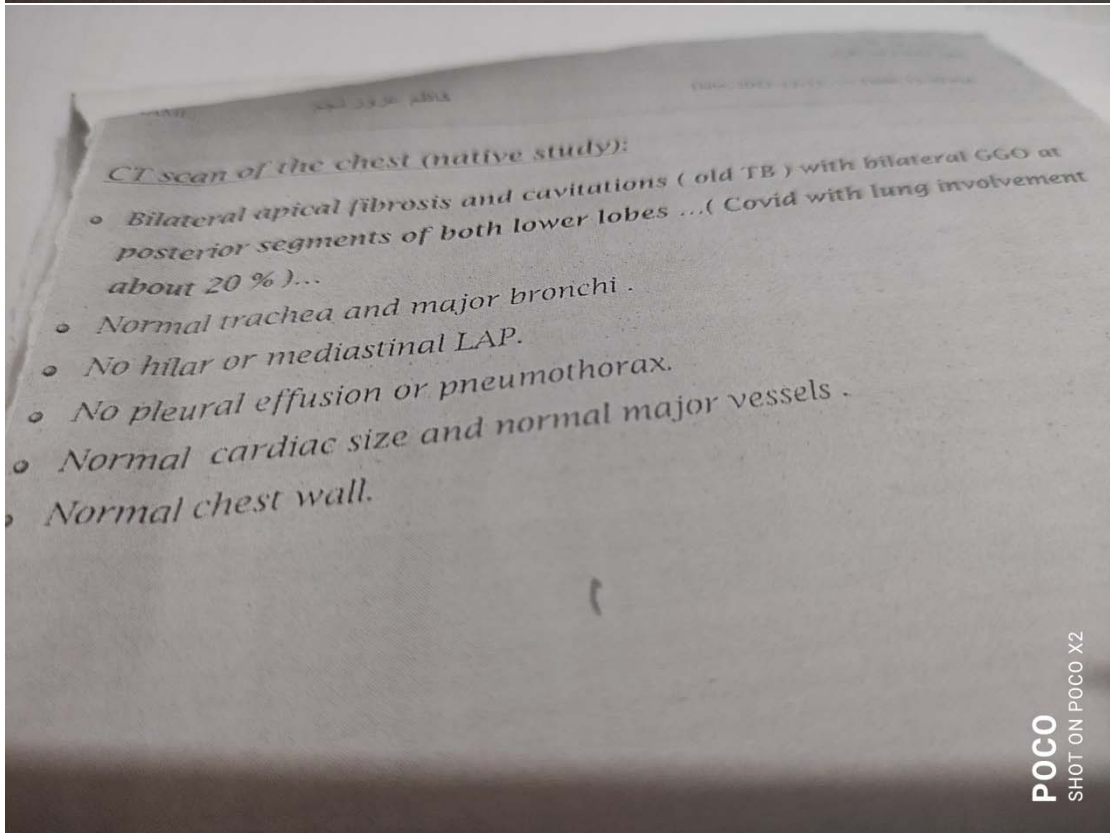 CT scan of the chest (native study):
• Bilateral apical fibrosis and cavitations ( old TB ) with bilateral GGO at
posterior segments of both lower lobes ...( Covid with lung involvement
about 20 % )...
• Normal trachea and major bronchi .
• No hilar or mediastinal LAP.
• No pleural effusion or pneumothorax.
• Normal cardiac size and normal major vessels .
• Normal chest wall.
POCO
SHOT ON POCO X2